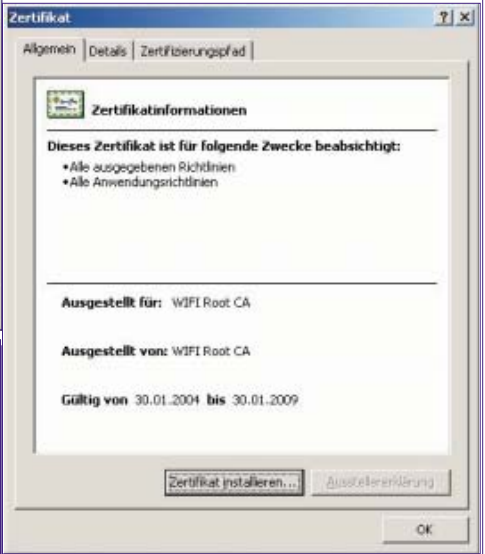 Zertifikat
Allgemein Details Zertifizierungspfad
Zertifikatinformationen
Dieses Zertifikat ist für folgende Zwecke beabsichtigt:
•Alle ausgegebenen Richtlinien
•Alle Anwendungsrichtlinien
Ausgestellt für: WIFI Root CA
Ausgestellt von: WIFI Root CA
Gültig von 30.01.2004 bis 30.01.2009
Zertifikat installieren... Ausstellererklärung
OK